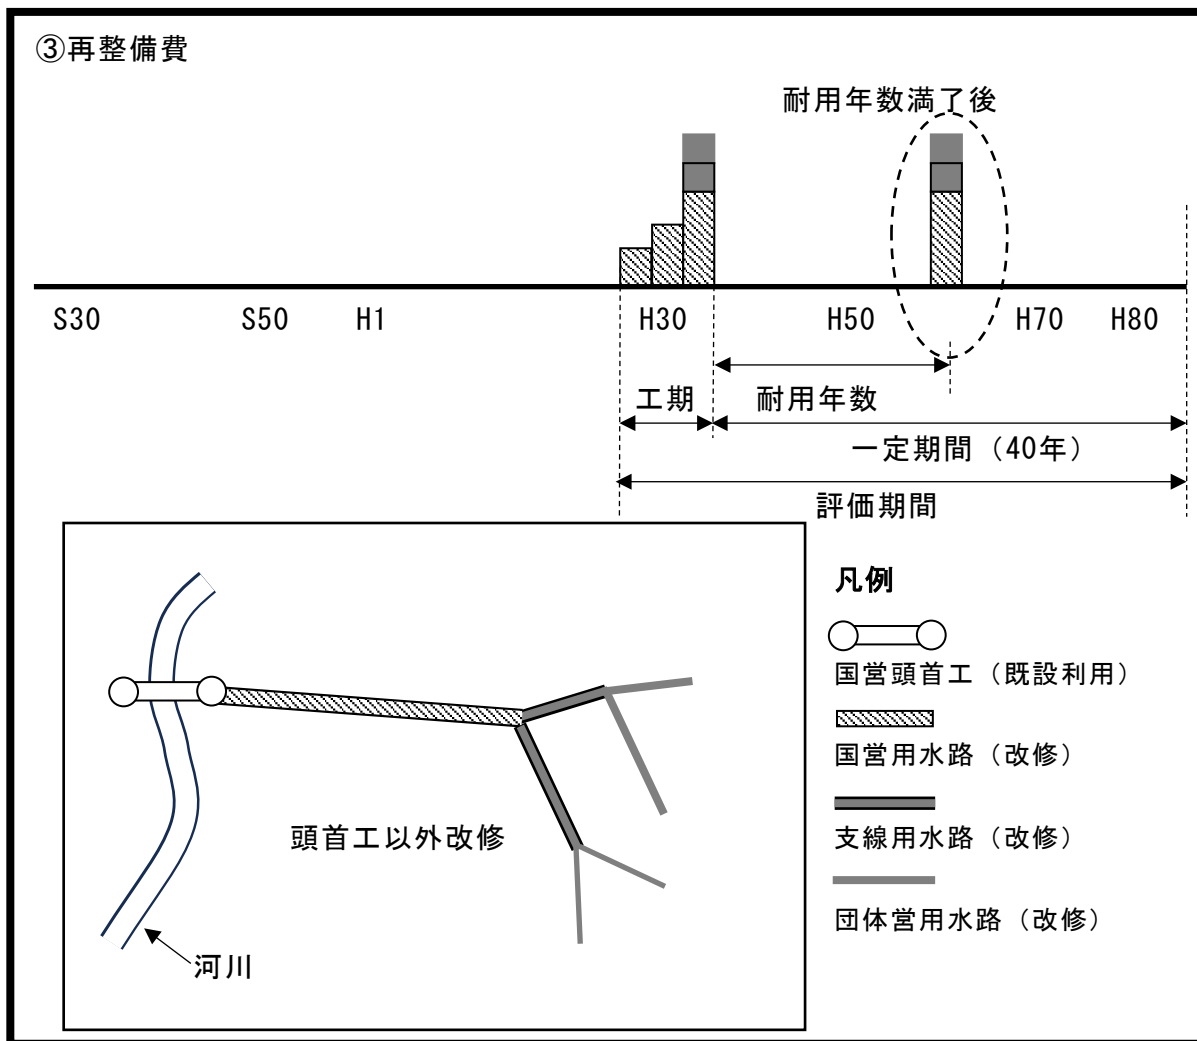 ③再整備費
耐用年数満了後
S30 S50 H1 H30 H50 H70 H80
工期 耐用年数
一定期間（40年）
評価期間
凡例
国営頭首工（既設利用）
国営用水路（改修）
支線用水路（改修）
団体営用水路（改修）
頭首工以外改修
河川